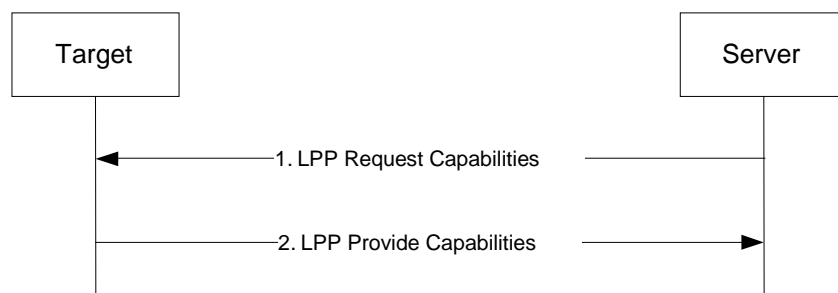 Target
Server
1. LPP Request Capabilities
2. LPP Provide Capabilities